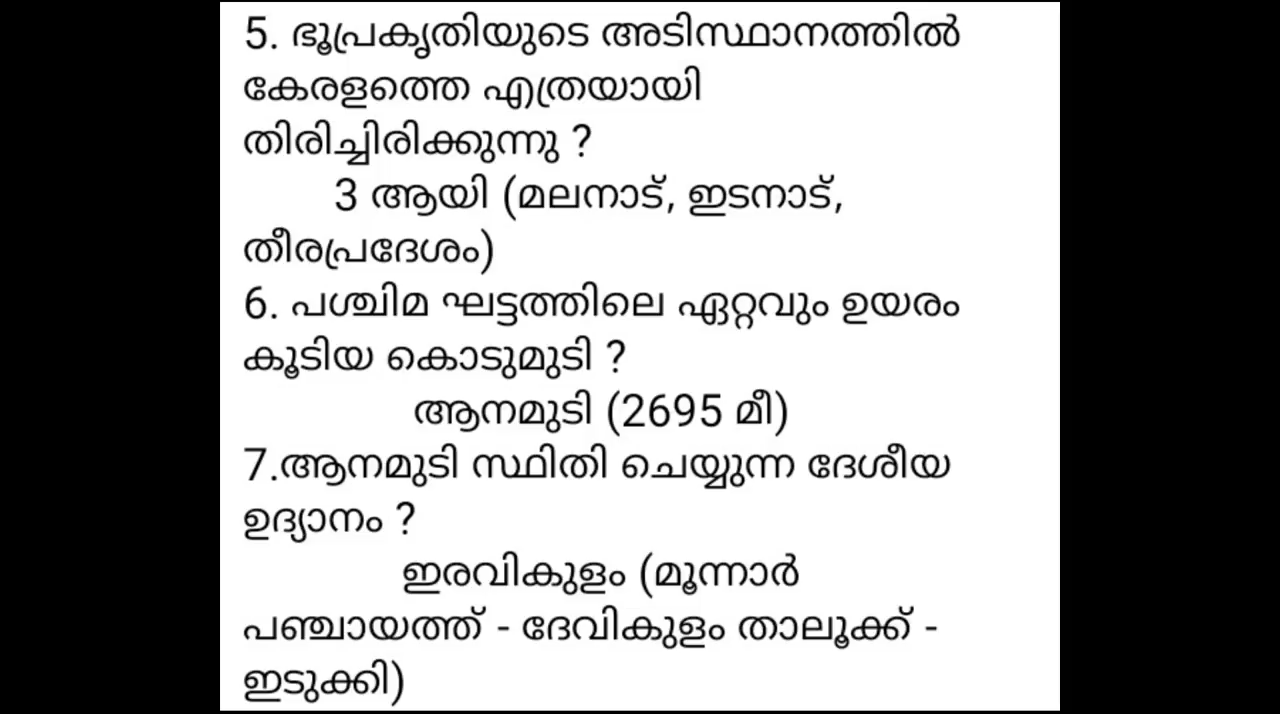 5. ഭൂപ്രകൃതിയുടെ അടിസ്ഥാനത്തിൽ
കേരളത്തെ എത്രയായി
തിരിച്ചിരിക്കുന്നു ?
3 ആയി (മലനാട്, ഇടനാട്,
തീരപ്രദേശം)
6. പശ്ചിമ ഘട്ടത്തിലെ ഏറ്റവും ഉയരം
കൂടിയ കൊടുമുടി ?
ആനമുടി (2695 മീ)
7.ആനമുടി സ്ഥിതി ചെയ്യുന്ന ദേശീയ
ഉദ്യാനം ?
ഇരവികുളം (മൂന്നാർ
പഞ്ചായത്ത് - ദേവികുളം താലൂക്ക് -
ഇടുക്കി)